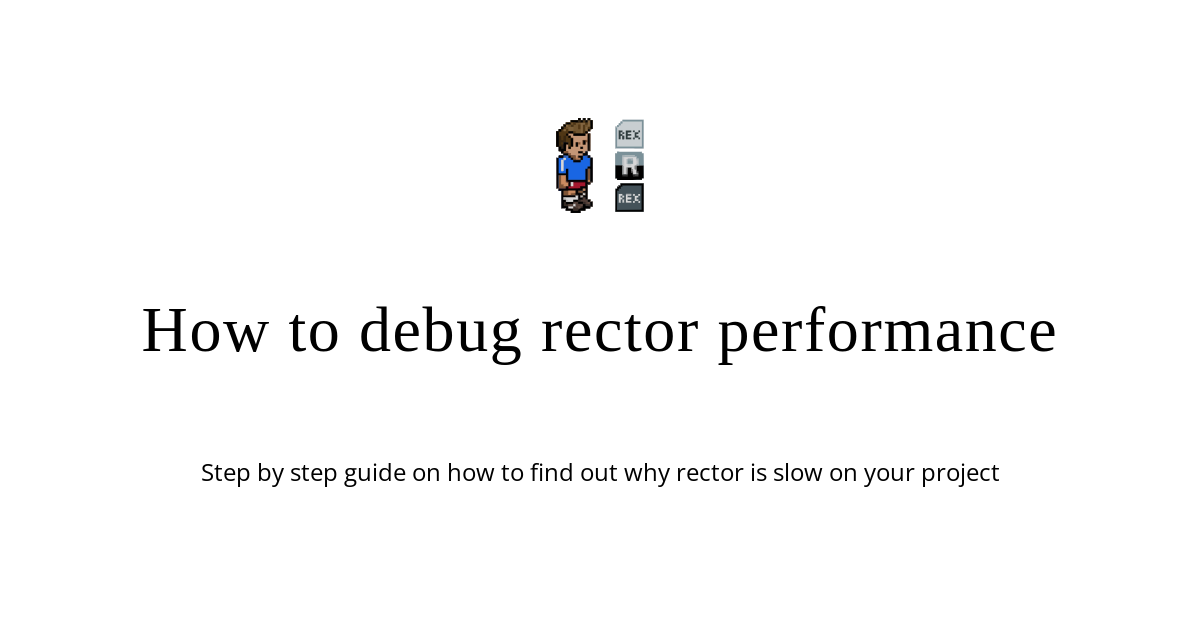 REX
R
REX
How to debug rector performance
Step by step guide on how to find out why rector is slow on your project